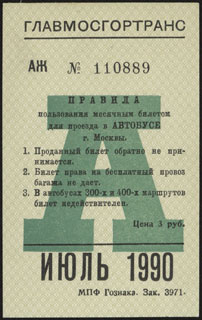 ГЛАВМОСГОРТРАНС
АЖ № 110889
ПРАВИЛА
пользования месячным билетом
для проезда в АВТОБУСЕ
г. Москвы.
1. Проданный билет обратно не при-
нимается.
2. Билет права на бесплатный провоз
багажа не дает.
3. В автобусах 300-х и 400-х маршрутов
билет недействителен.
Цена 3 руб.
А
ИЮЛЬ 1990
МПФ Гознака. Зак. 3971.